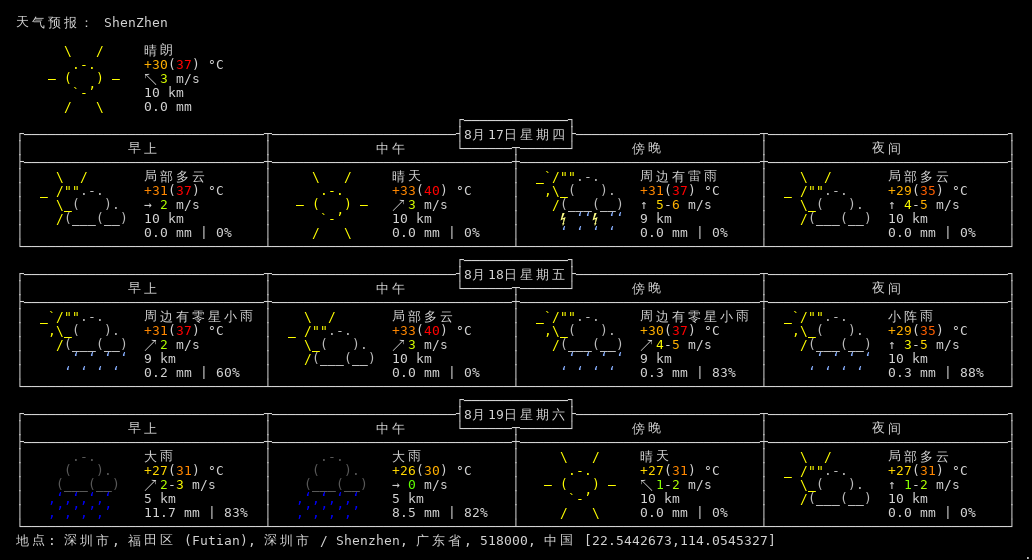 天气预报： ShenZhen
晴朗
+30(37) °C
↖3 m/s
10 km
0.0 mm
8月17日星期四
早上 中午 傍晚 夜间
局部多云 晴天 周边有雷雨 局部多云
+31(37) °C +33(40) °C +31(37) °C +29(35) °C
→ 2 m/s ↗3 m/s ↑ 5-6 m/s ↑ 4-5 m/s
10 km 10 km 9 km 10 km
0.0 mm | 0% 0.0 mm | 0% 0.0 mm | 0% 0.0 mm | 0%
8月18日星期五
早上 中午 傍晚 夜间
周边有零星小雨 局部多云 周边有零星小雨 小阵雨
+31(37) °C +33(40) °C +30(37) °C +29(35) °C
↗2 m/s ↗3 m/s ↗4-5 m/s ↑ 3-5 m/s
9 km 10 km 9 km 10 km
0.2 mm | 60% 0.0 mm | 0% 0.3 mm | 83% 0.3 mm | 88%
8月19日星期六
早上 中午 傍晚 夜间
大雨 大雨 晴天 局部多云
+27(31) °C +26(30) °C +27(31) °C +27(31) °C
↗2-3 m/s → 0 m/s ↖1-2 m/s ↑ 1-2 m/s
5 km 5 km 10 km 10 km
11.7 mm | 83% 8.5 mm | 82% 0.0 mm | 0% 0.0 mm | 0%
地点: 深圳市, 福田区 (Futian), 深圳市 / Shenzhen, 广东省, 518000, 中国 [22.5442673,114.0545327]